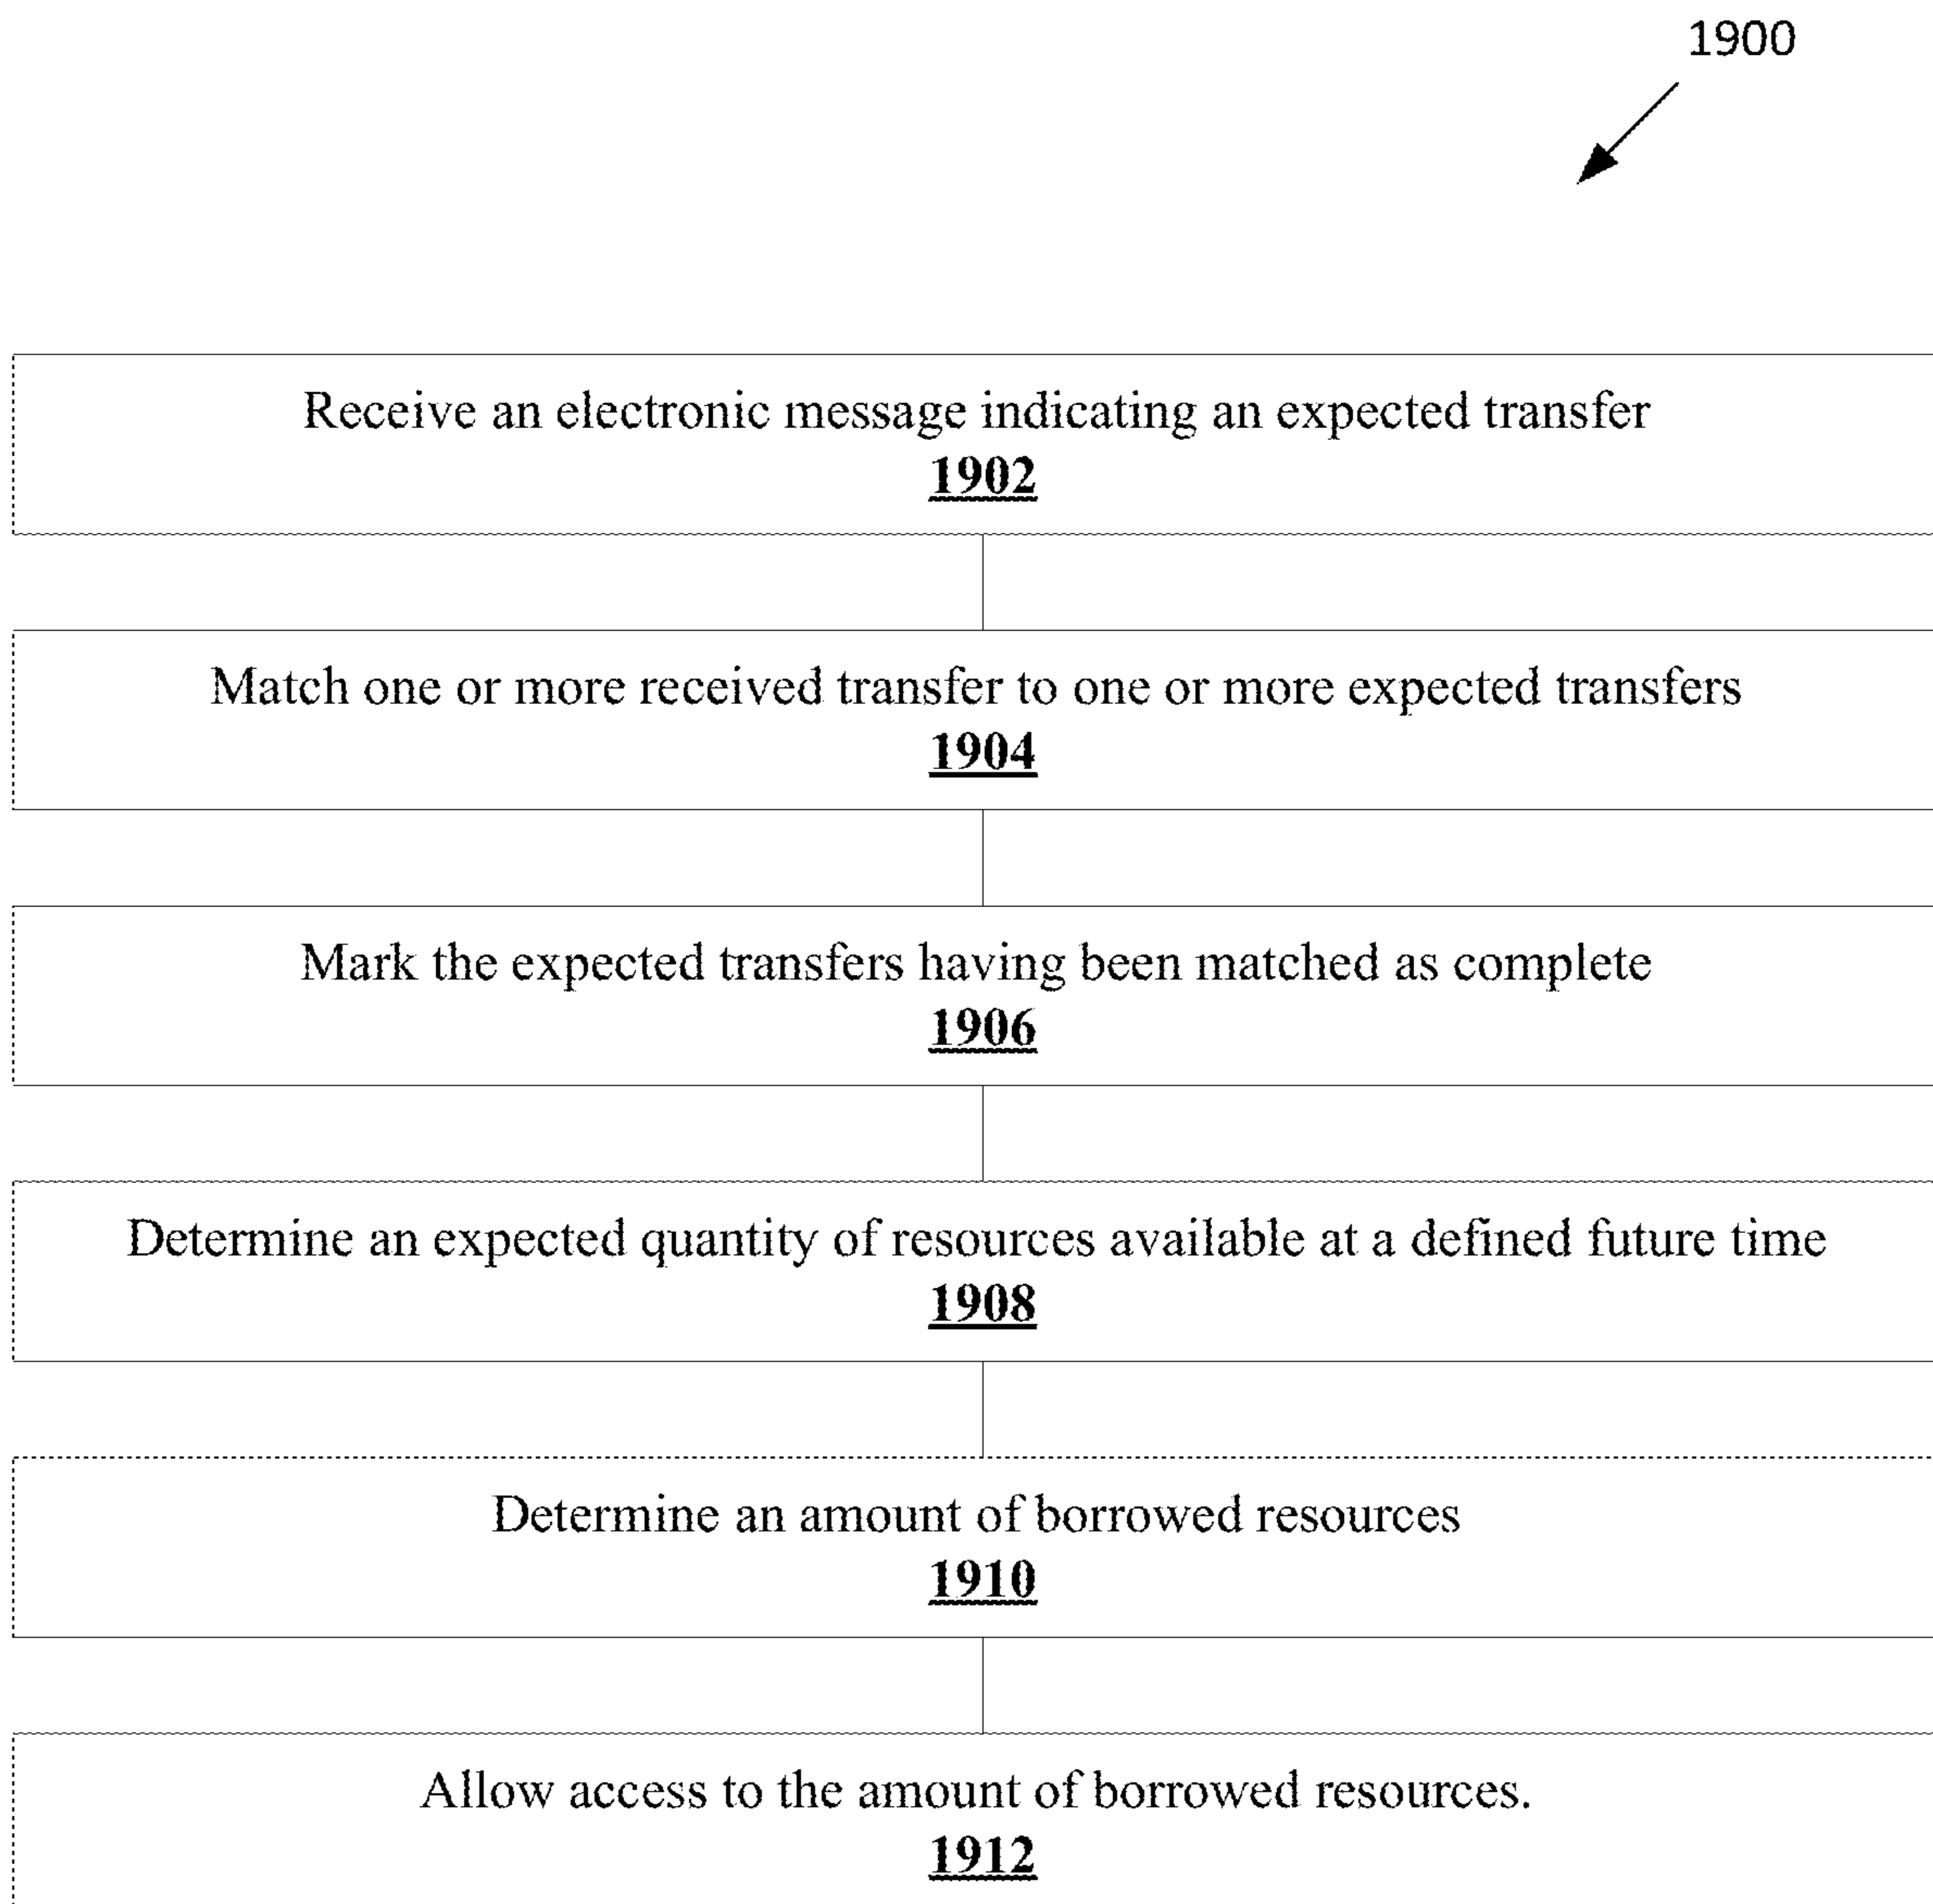 1900
Receive an electronic message indicating an expected transfer
1902
Match one or more received transfer to one or more expected transfers
1904
Mark the expected transfers having been matched as complete
1906
Determine an expected quantity of resources available at a defined future time
1908
Determine an amount of borrowed resources
1910
Allow access to the amount of borrowed resources.
1912